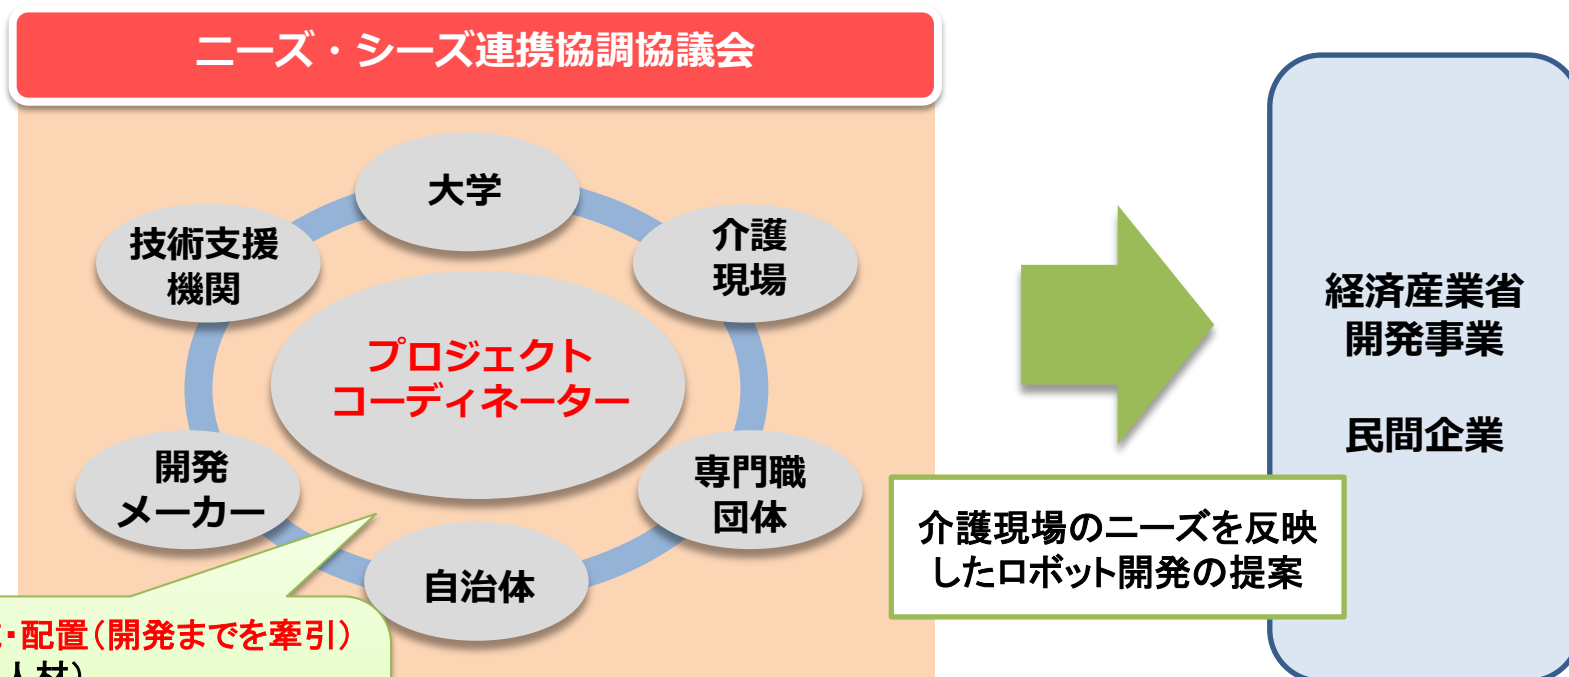 ニーズ・シーズ連携協調協議会
大学
技術支援
機関
介護
現場
プロジェクト
コーディネーター
開発
メーカー
専門職
団体
自治体
・配置(開発までを牽引)
人材)
介護現場のニーズを反映
したロボット開発の提案
経済産業省
開発事業
民間企業